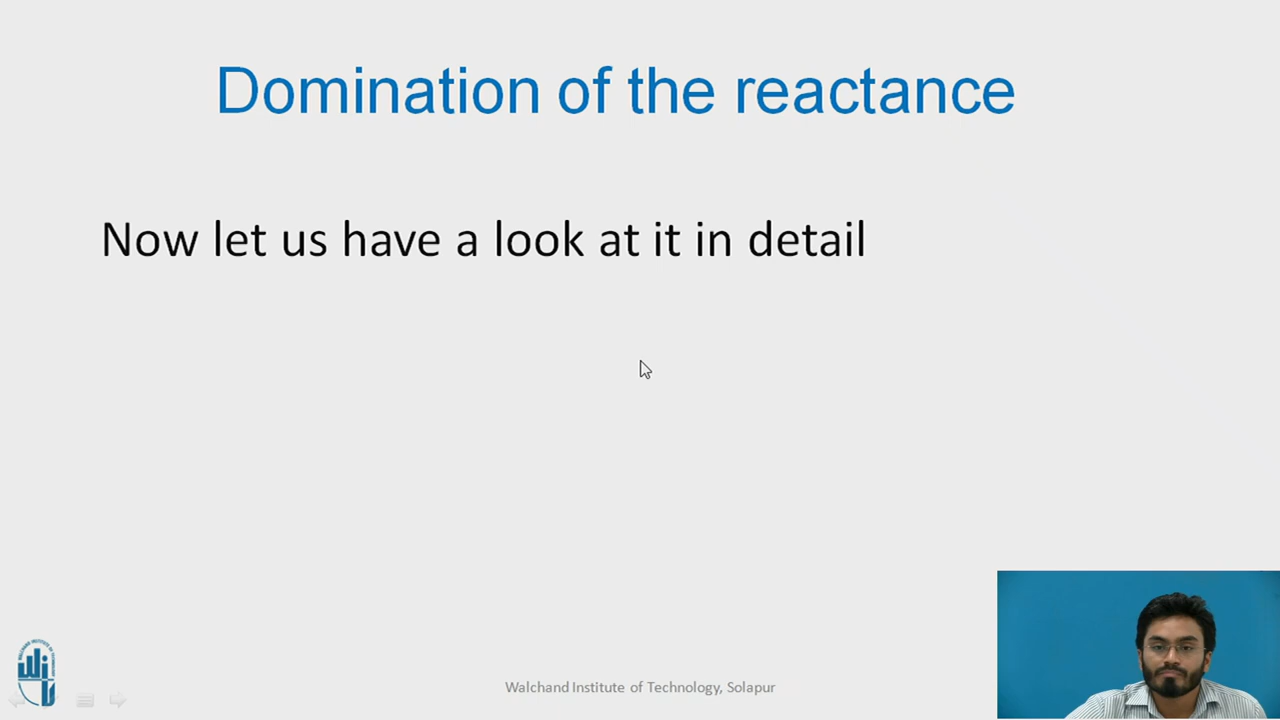 Domination of the reactance
Now let us have a look at it in detail
Walchand Institute of Technology, Solapur